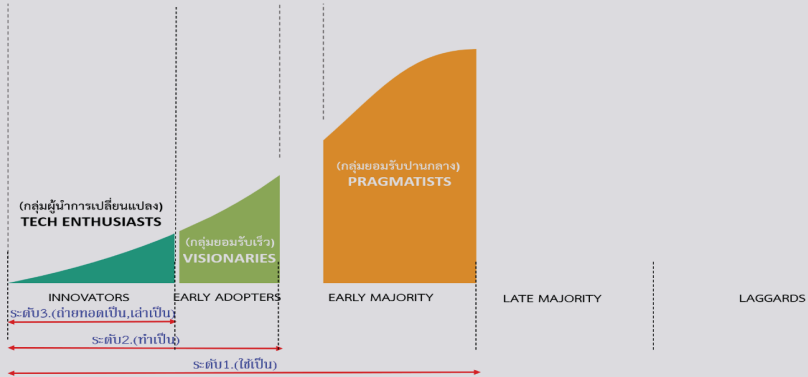 (กลุ่มผู้นำการเปลี่ยนแปลง)
TECH ENTHUSIASTS
(กลุ่มยอมรับเร็ว)
VISIONARIES
(กลุ่มยอมรับปานกลาง)
PRAGMATISTS
INNOVATORS
EARLY ADOPTERS
EARLY MAJORITY
LATE MAJORITY
LAGGARDS
ระดับ3.(ถ่ายทอดเป็น,เล่าเป็น)
ระดับ2.(ทำเป็น)
ระดับ1.(ใช้เป็น)